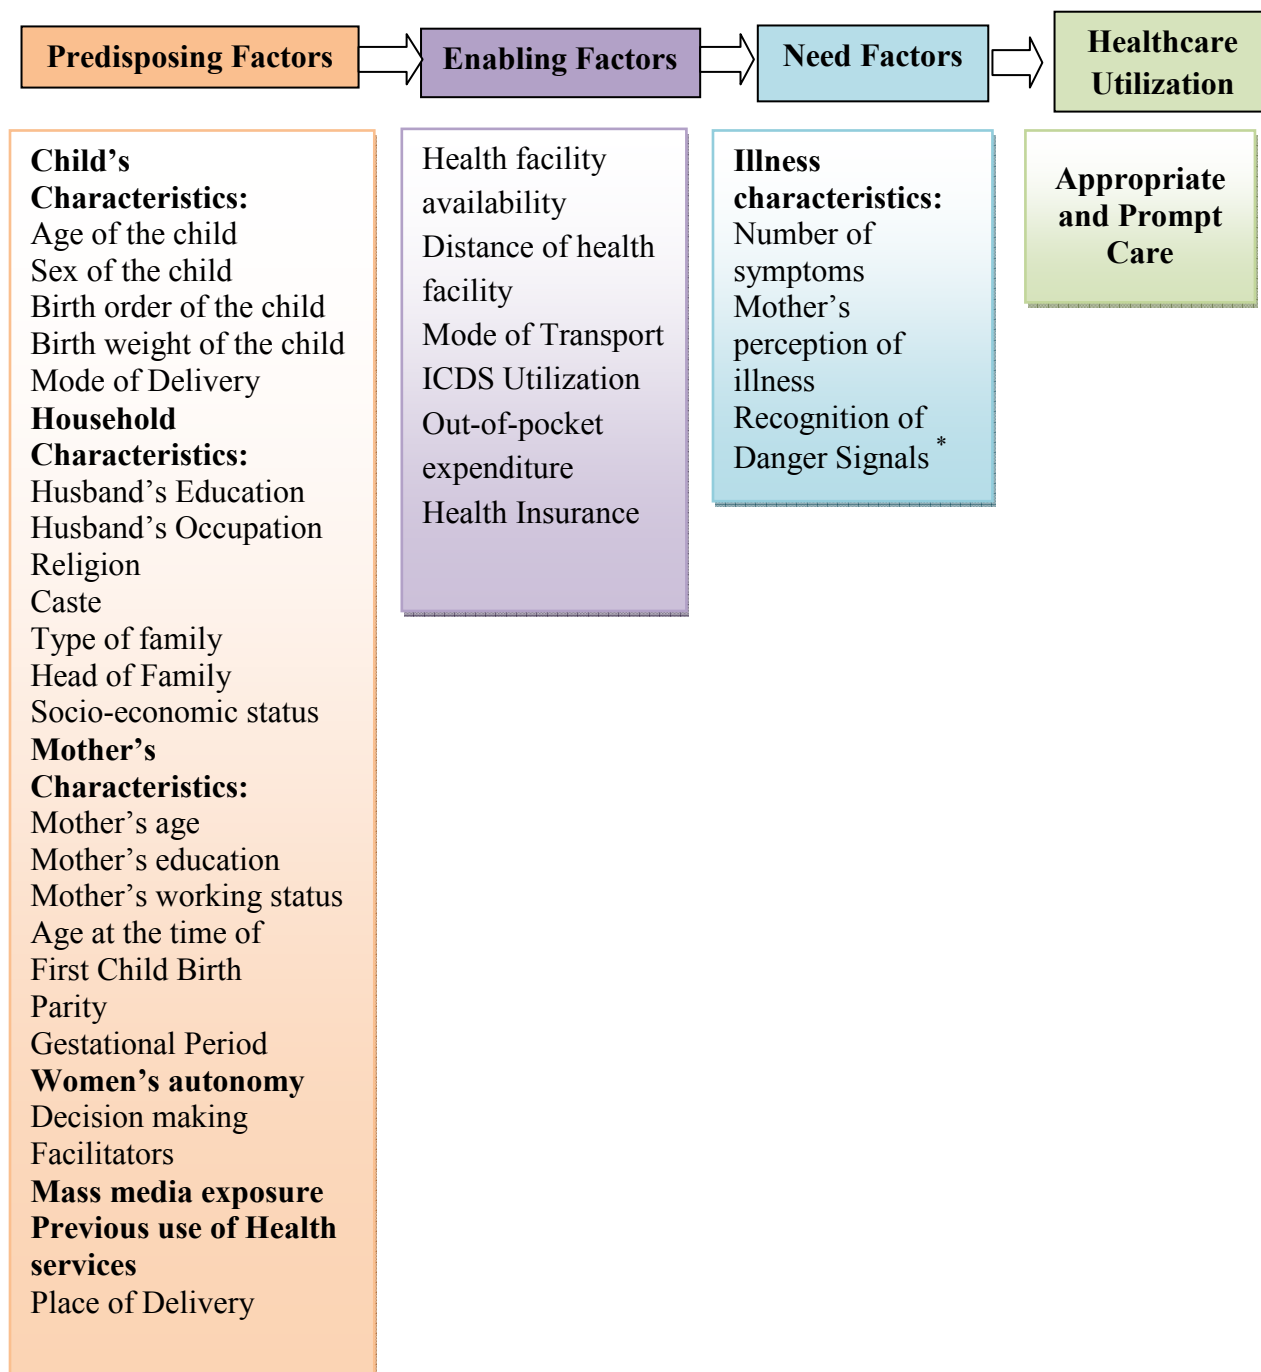 Predisposing Factors
Enabling Factors
Need Factors
Healthcare
Utilization
Child’s
Characteristics:
Age of the child
Sex of the child
Birth order of the child
Birth weight of the child
Mode of Delivery
Household
Characteristics:
Husband’s Education
Husband’s Occupation
Religion
Caste
Type of family
Head of Family
Socio-economic status
Mother’s
Characteristics:
Mother’s age
Mother’s education
Mother’s working status
Age at the time of
First Child Birth
Parity
Gestational Period
Women’s autonomy
Decision making
Facilitators
Mass media exposure
Previous use of Health
services
Place of Delivery
Health facility
availability
Distance of health
facility
Mode of Transport
ICDS Utilization
Out-of-pocket
expenditure
Health Insurance
Illness
characteristics:
Number of
symptoms
Mother’s
perception of
illness
Recognition of
Danger Signals *
Appropriate
and Prompt
Care